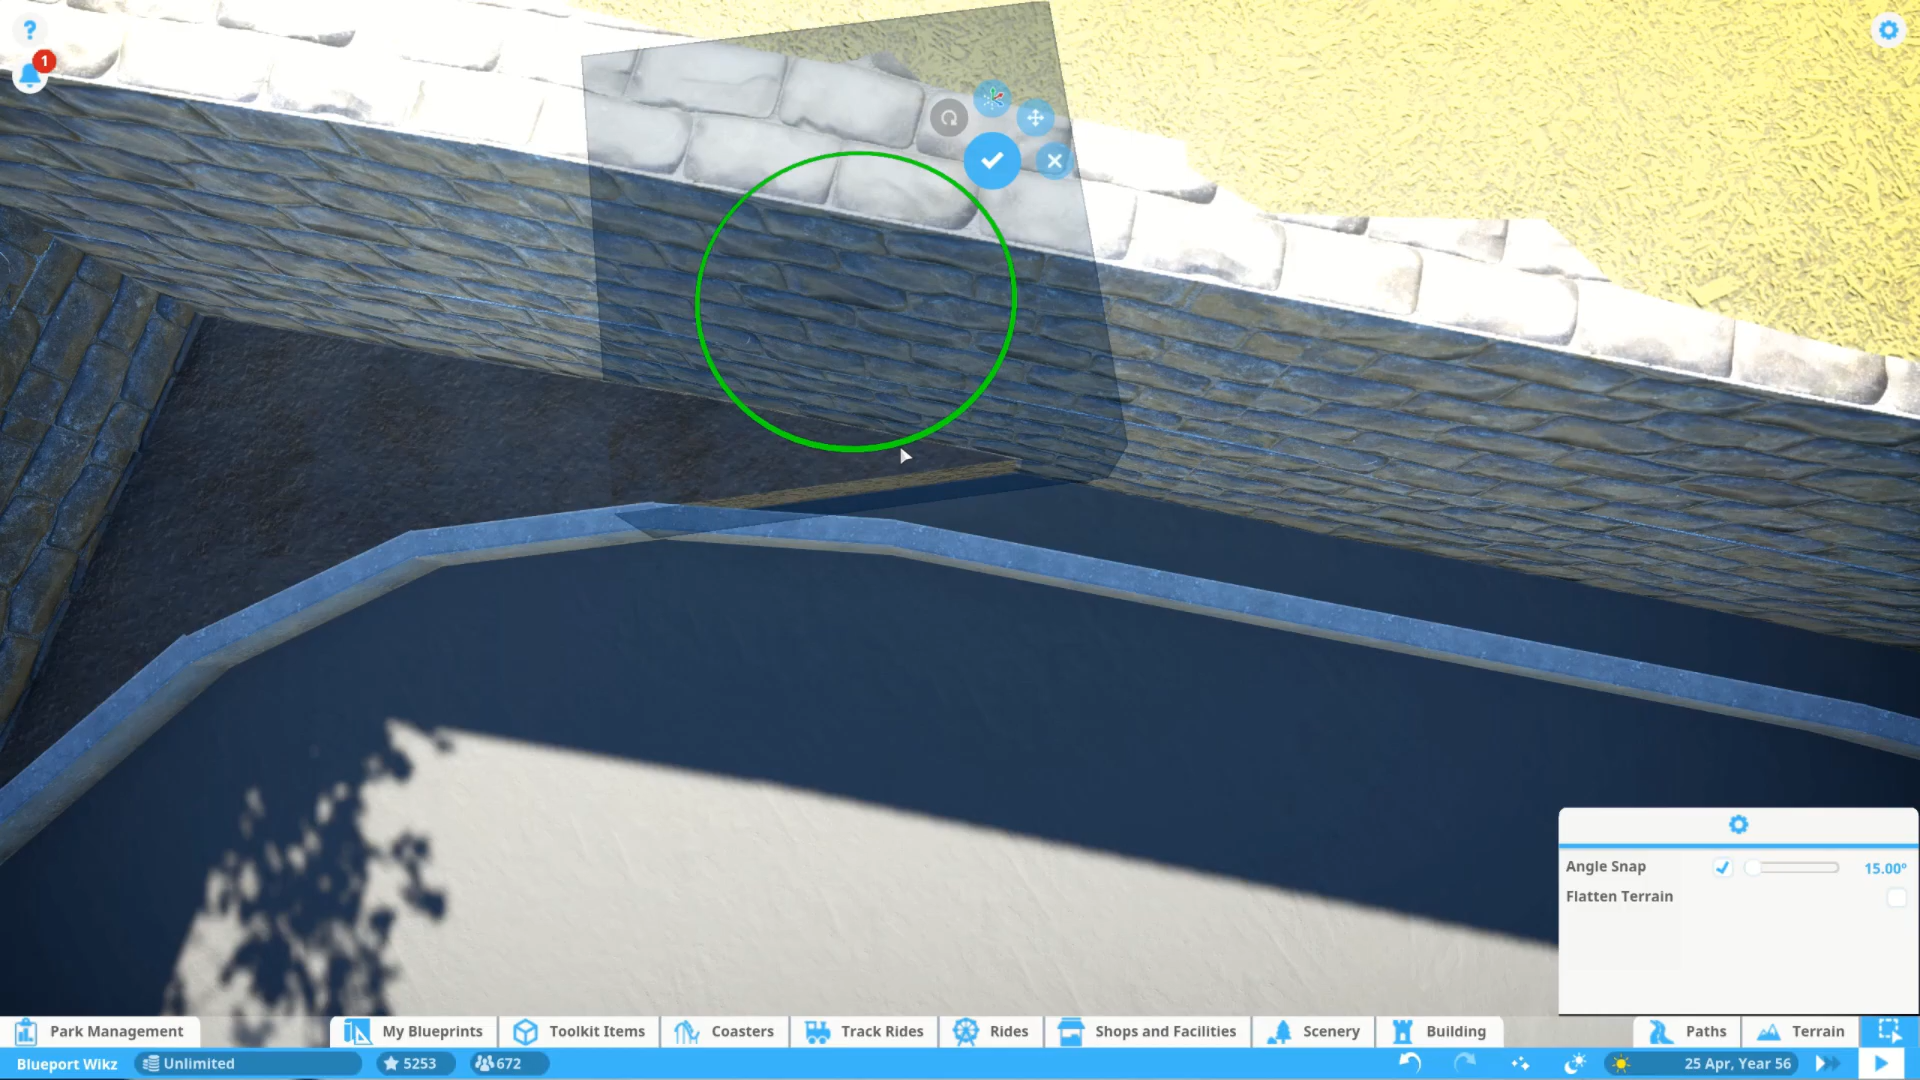 ?
1
Angle Snap 15.00°
Flatten Terrain
Park Management My Blueprints Toolkit Items Coasters Track Rides Rides Shops and Facilities Scenery Building Paths Terrain
Blueport Wikz Unlimited 5253 672 25 Apr, Year 56